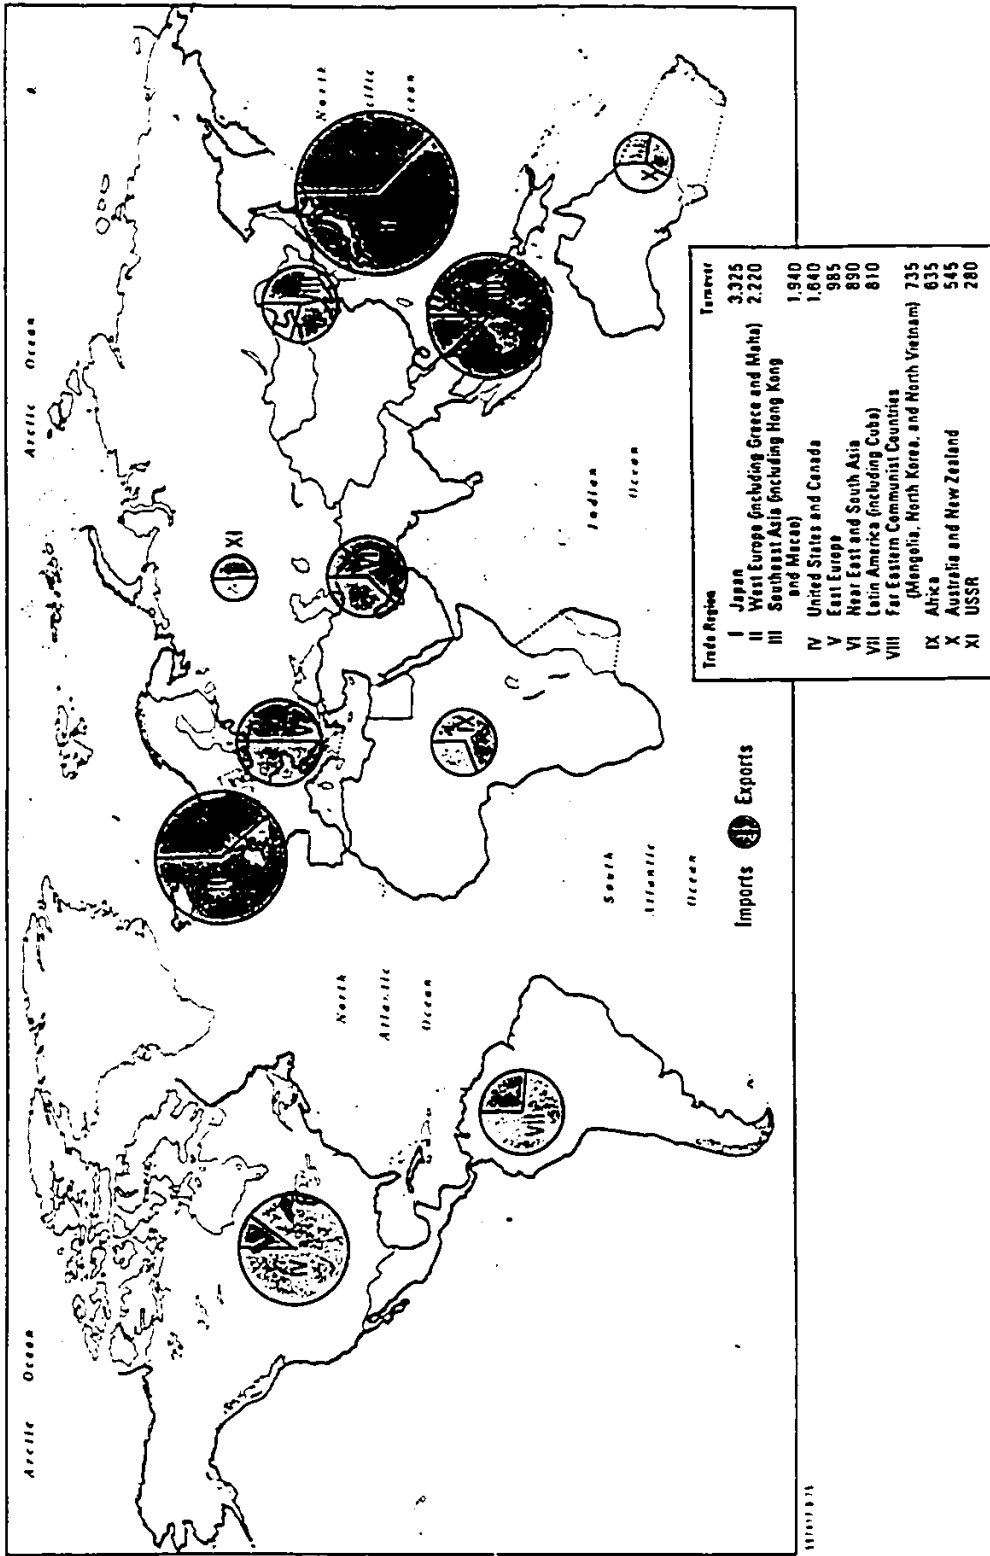 Arctic Ocean
Arctic Ocean
North
Ocean
North
Atlantic
Ocean
South
Atlantic
Ocean
Indian
Ocean
XI
II
V
VI
IX
IV
VII
X
Imports Exports
Trade Region Turnover
I Japan 3,325
II West Europe (including Greece and Malta) 2,220
III Southeast Asia (including Hong Kong
and Macao) 1,940
IV United States and Canada 1,640
V East Europe 985
VI Near East and South Asia 890
VII Latin America (including Cuba) 810
VIII Far Eastern Communist Countries
(Mongolia, North Korea, and North Vietnam) 735
IX Africa 635
X Australia and New Zealand 545
XI USSR 280